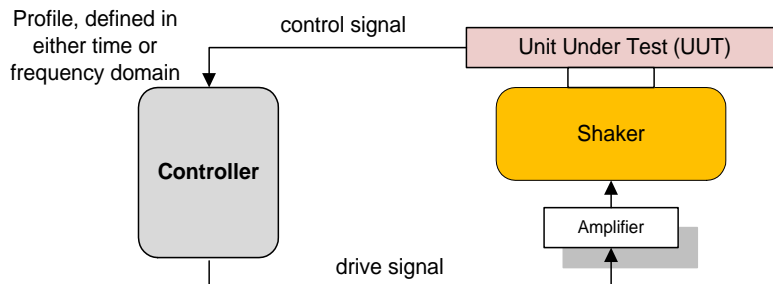 Profile, defined in
either time or
frequency domain
control signal
Unit Under Test (UUT)
Controller
Shaker
Amplifier
drive signal